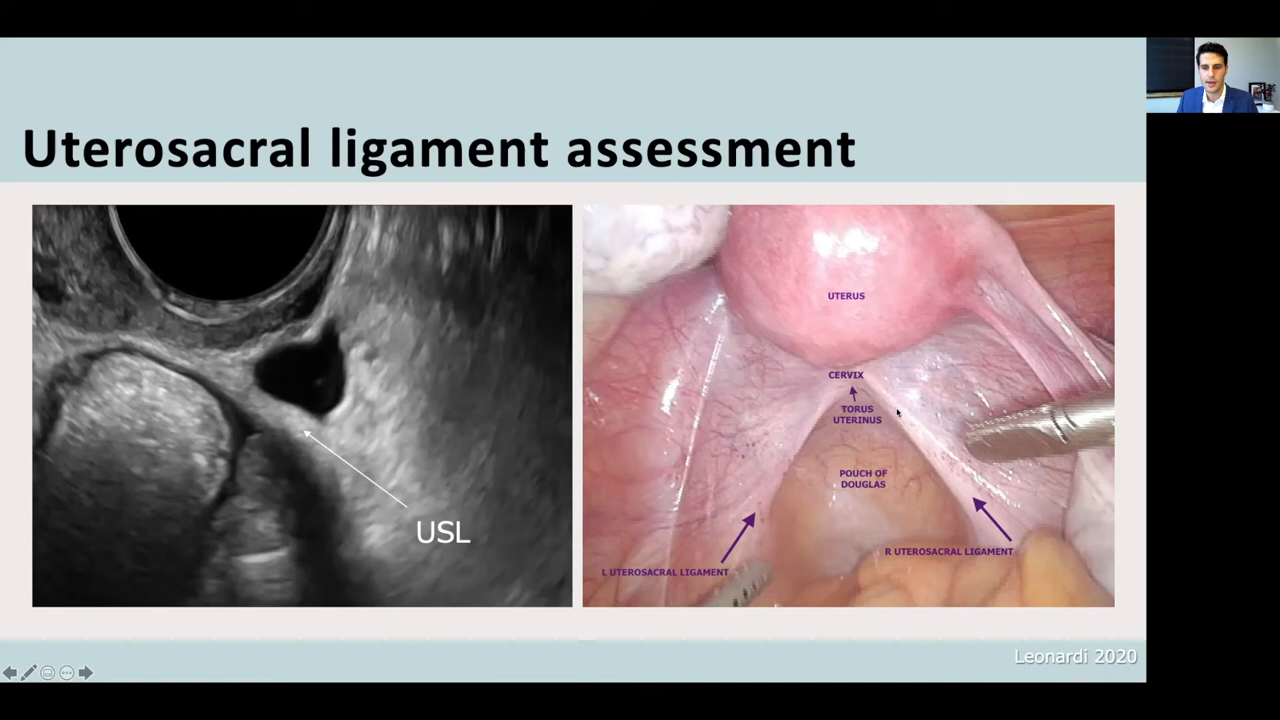 Uterosacral ligament assessment
USL
UTERUS
CERVIX
TORUS
UTERINUS
POUCH OF
DOUGLAS
R UTEROSACRAL LIGAMENT
L UTEROSACRAL LIGAMENT
Leonardi 2020